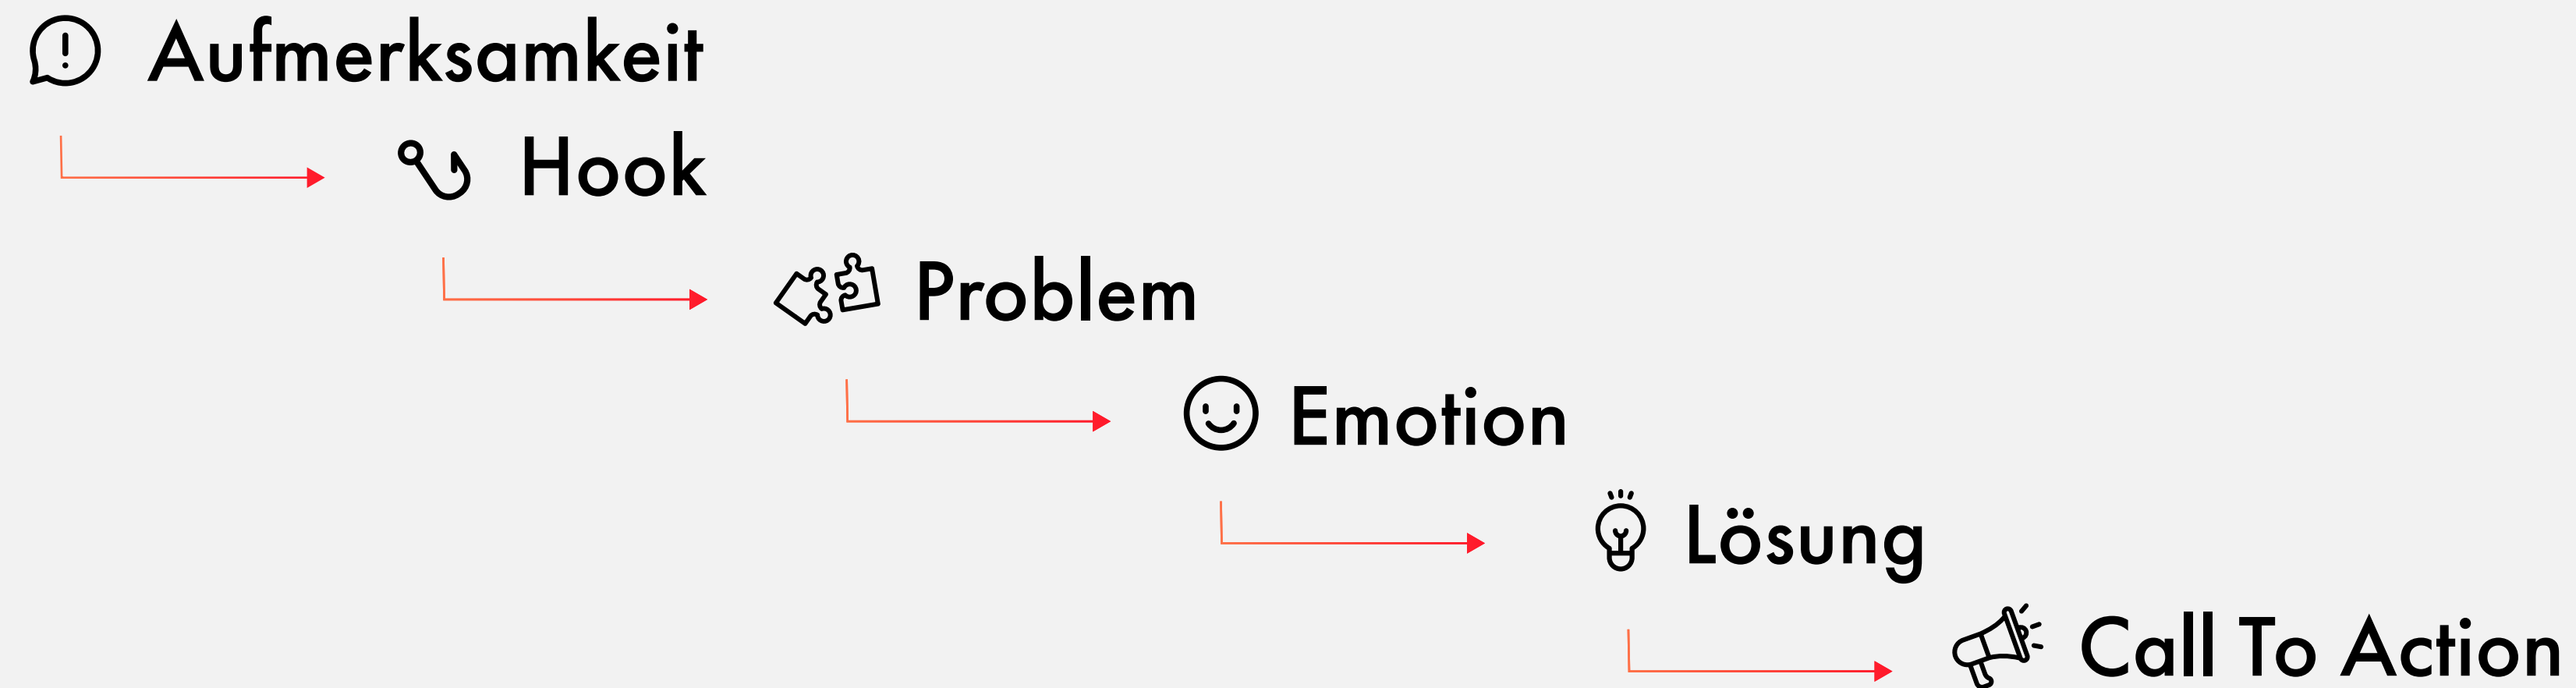 Aufmerksamkeit
Hook
Problem
Emotion
Lösung
Call To Action